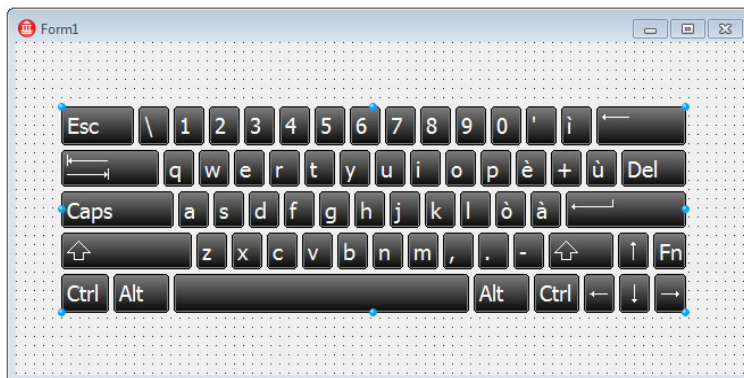 Form1
Esc \ 1 2 3 4 5 6 7 8 9 0 ' ì ←
q w e r t y u i o p è + ù Del
Caps a s d f g h j k l ò à
z x c v b n m , . - ↑ Fn
Ctrl Alt Alt Ctrl ← ↓ →